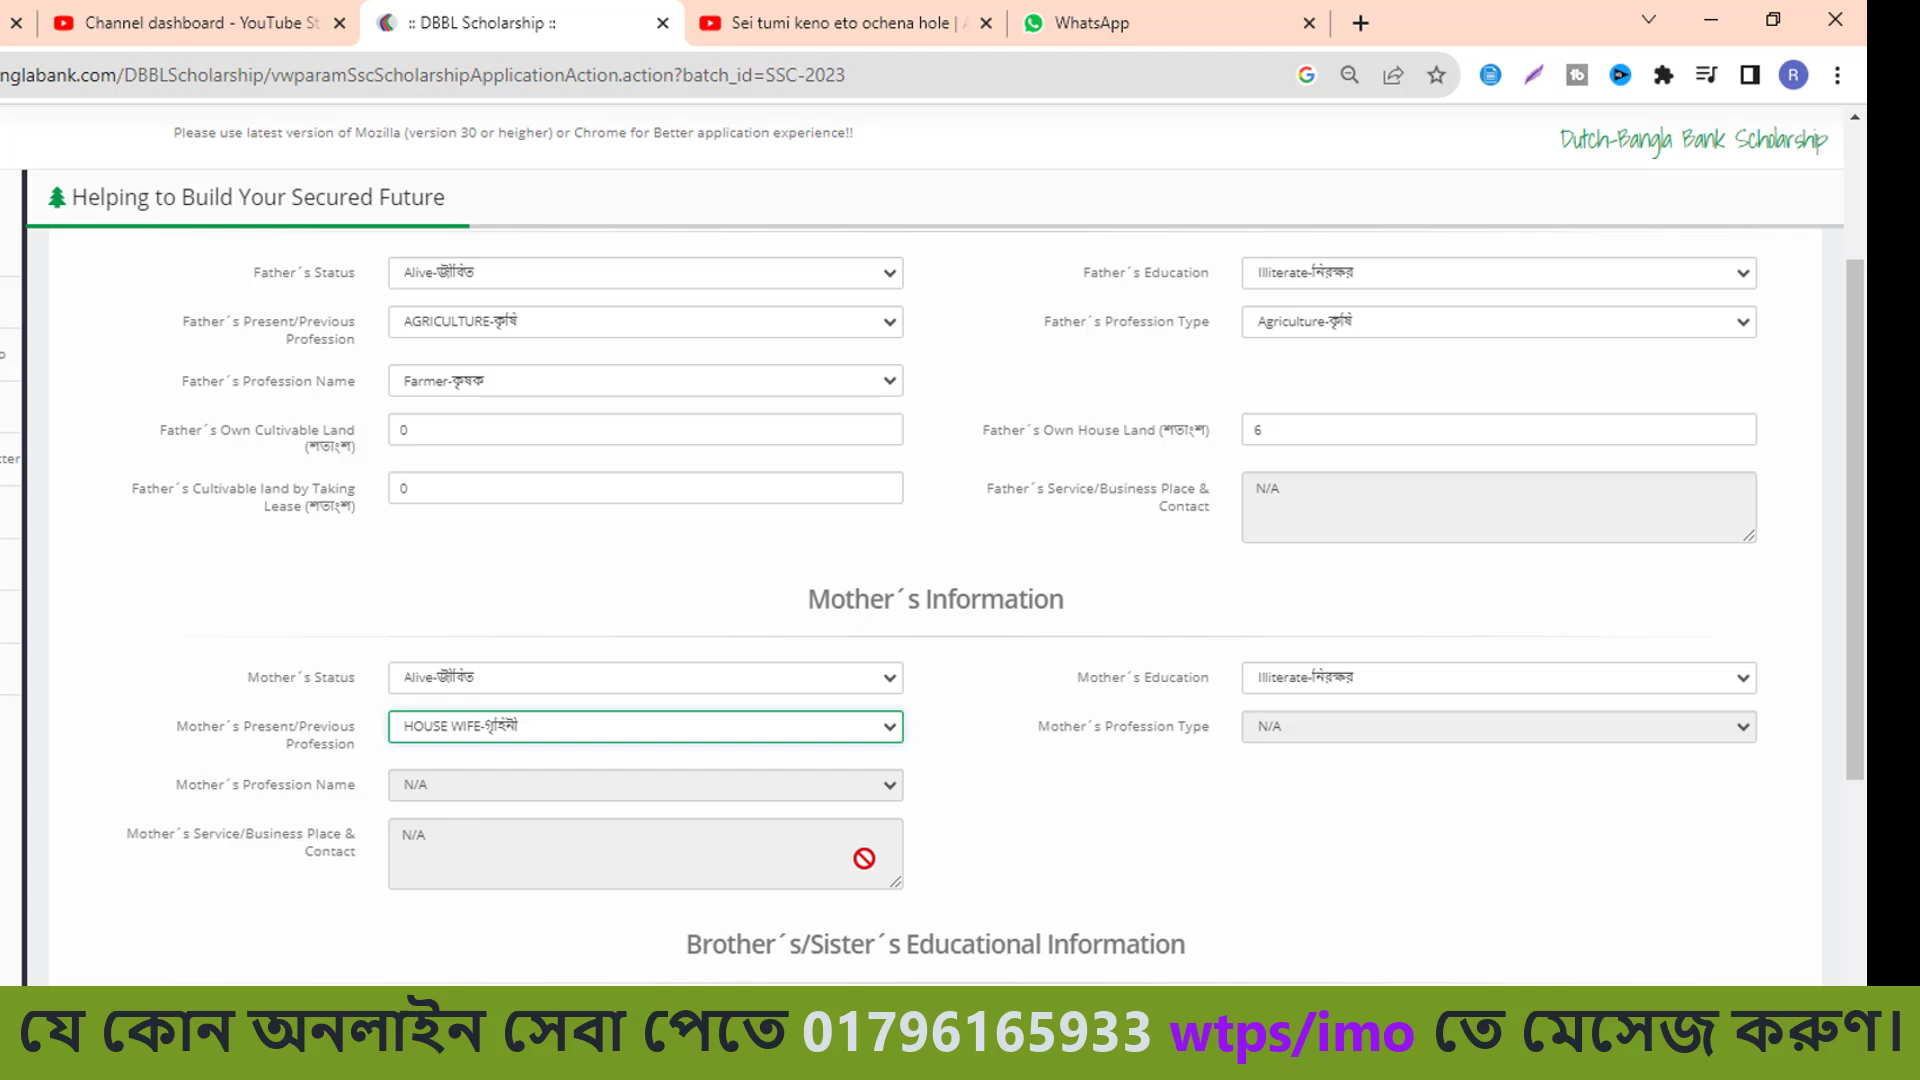 Channel dashboard - YouTube St
:: DBBL Scholarship ::
Sei tumi keno eto ochena hole |
WhatsApp
nglabank.com/DBBLScholarship/vwparamSscScholarshipApplicationAction.action?batch_id=SSC-2023
R
Please use latest version of Mozilla (version 30 or heigher) or Chrome for Better application experience!!
Dutch-Bangla Bank Scholarship
Helping to Build Your Secured Future
Father´s Status
Alive-জীবিত
Father´s Education
Illiterate-নিরক্ষর
Father´s Present/Previous
Profession
AGRICULTURE-কৃষি
Father´s Profession Type
Agriculture-কৃষি
Father´s Profession Name
Farmer-কৃষক
Father´s Own Cultivable Land
(শতাংশ)
0
Father´s Own House Land (শতাংশ)
6
Father´s Cultivable land by Taking
Lease (শতাংশ)
0
Father´s Service/Business Place &
Contact
N/A
Mother´s Information
Mother´s Status
Alive-জীবিত
Mother´s Education
Illiterate-নিরক্ষর
Mother´s Present/Previous
Profession
HOUSE WIFE-গৃহিনী
Mother´s Profession Type
N/A
Mother´s Profession Name
N/A
Mother´s Service/Business Place &
Contact
N/A
Brother´s/Sister´s Educational Information
যে কোন অনলাইন সেবা পেতে 01796165933 wtps/imo তে মেসেজ করুণ।